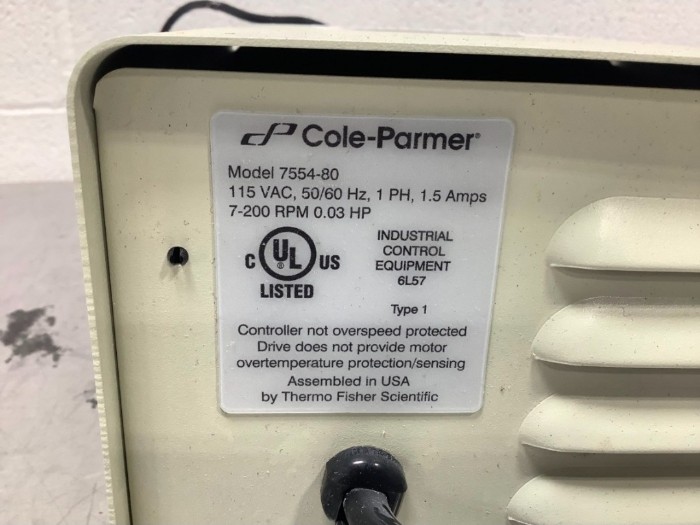 Cole-Parmer®
Model 7554-80
115 VAC, 50/60 Hz, 1 PH, 1.5 Amps
7-200 RPM 0.03 HP
C UL ® US
LISTED
INDUSTRIAL
CONTROL
EQUIPMENT
6L57
Type 1
Controller not overspeed protected
Drive does not provide motor
overtemperature protection/sensing
Assembled in USA
by Thermo Fisher Scientific